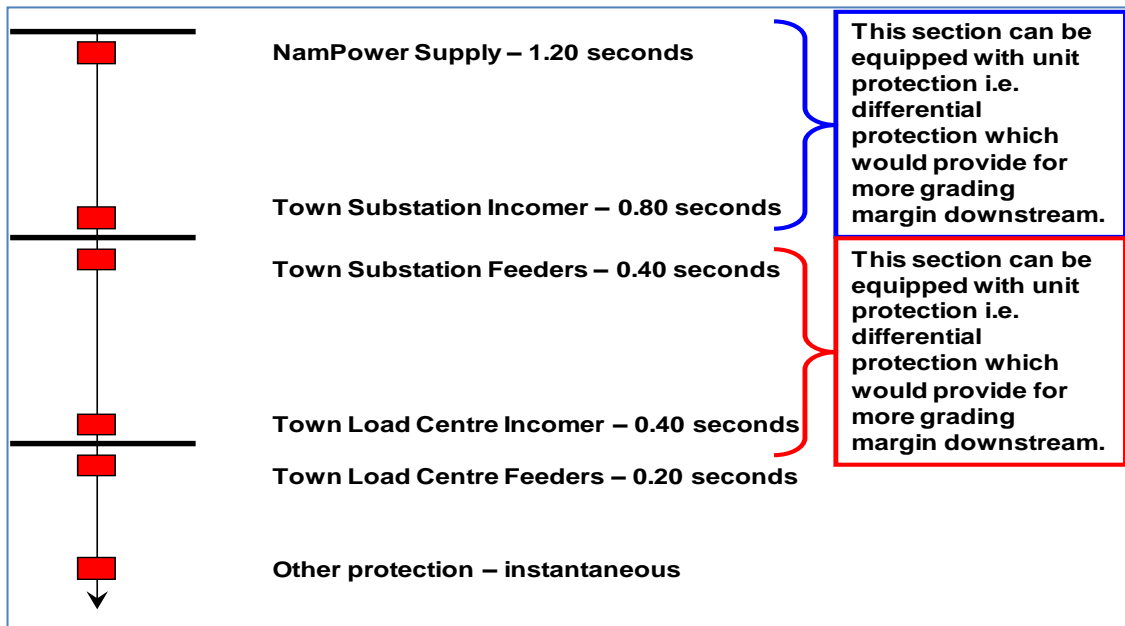 NamPower Supply – 1.20 seconds
Town Substation Incomer – 0.80 seconds
Town Substation Feeders – 0.40 seconds
Town Load Centre Incomer – 0.40 seconds
Town Load Centre Feeders – 0.20 seconds
Other protection – instantaneous
This section can be
equipped with unit
protection i.e.
differential
protection which
would provide for
more grading
margin downstream.
This section can be
equipped with unit
protection i.e.
differential
protection which
would provide for
more grading
margin downstream.